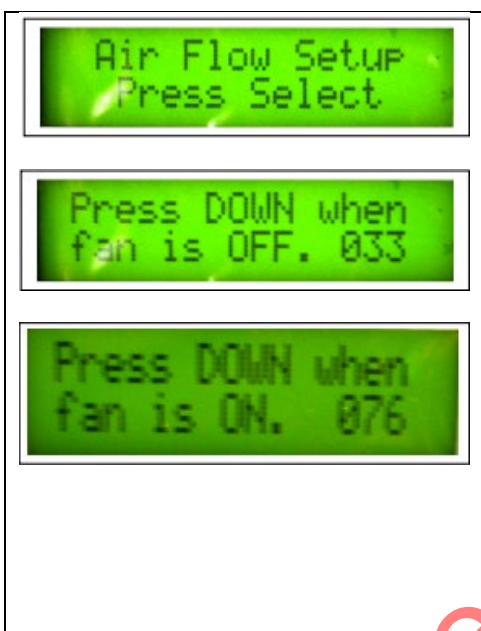 Air Flow Setup
Press Select
Press DOWN when
fan is OFF. 033
Press DOWN when
fan is ON. 076